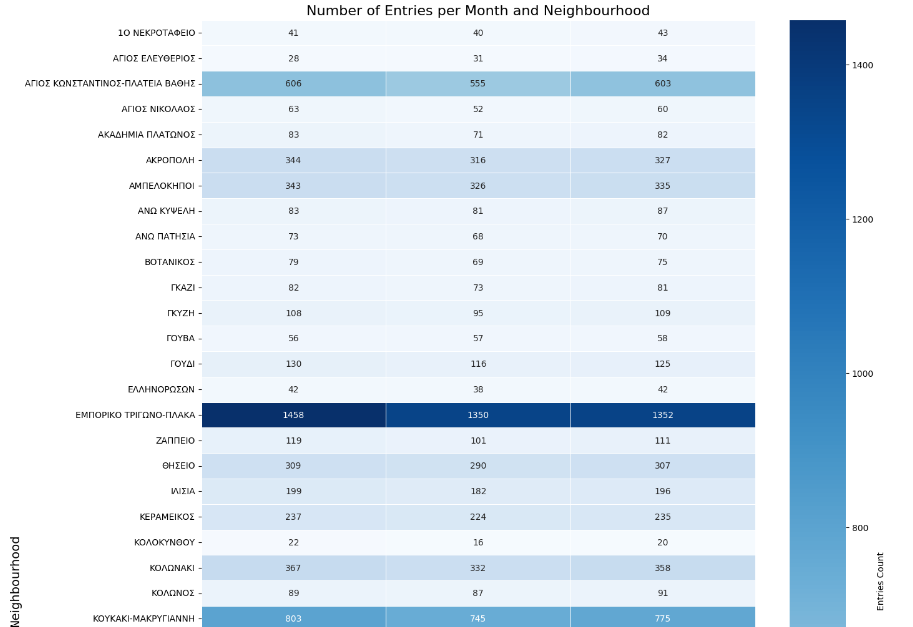 Number of Entries per Month and Neighbourhood
1Ο ΝΕΚΡΟΤΑΦΕΙΟ 41 40 43
ΑΓΙΟΣ ΕΛΕΥΘΕΡΙΟΣ 28 31 34
ΑΓΙΟΣ ΚΩΝΣΤΑΝΤΙΝΟΣ-ΠΛΑΤΕΙΑ ΒΑΘΗΣ 606 555 603
ΑΓΙΟΣ ΝΙΚΟΛΑΟΣ 63 52 60
ΑΚΑΔΗΜΙΑ ΠΛΑΤΩΝΟΣ 83 71 82
ΑΚΡΟΠΟΛΗ 344 316 327
ΑΜΠΕΛΟΚΗΠΟΙ 343 326 335
ΑΝΩ ΚΥΨΕΛΗ 83 81 87
ΑΝΩ ΠΑΤΗΣΙΑ 73 68 70
ΒΟΤΑΝΙΚΟΣ 79 69 75
ΓΚΑΖΙ 82 73 81
ΓΚΥΖΗ 108 95 109
ΓΟΥΒΑ 56 57 58
ΓΟΥΔΙ 130 116 125
ΕΛΛΗΝΟΡΩΣΩΝ 42 38 42
ΕΜΠΟΡΙΚΟ ΤΡΙΓΩΝΟ-ΠΛΑΚΑ 1458 1350 1352
ΖΑΠΠΕΙΟ 119 101 111
ΘΗΣΕΙΟ 309 290 307
ΙΛΙΣΙΑ 199 182 196
ΚΕΡΑΜΕΙΚΟΣ 237 224 235
ΚΟΛΟΚΥΝΘΟΥ 22 16 20
ΚΟΛΩΝΑΚΙ 367 332 358
ΚΟΛΩΝΟΣ 89 87 91
ΚΟΥΚΑΚΙ-ΜΑΚΡΥΓΙΑΝΝΗ 803 745 775
Neighbourhood
1400
1200
1000
800
Entries Count